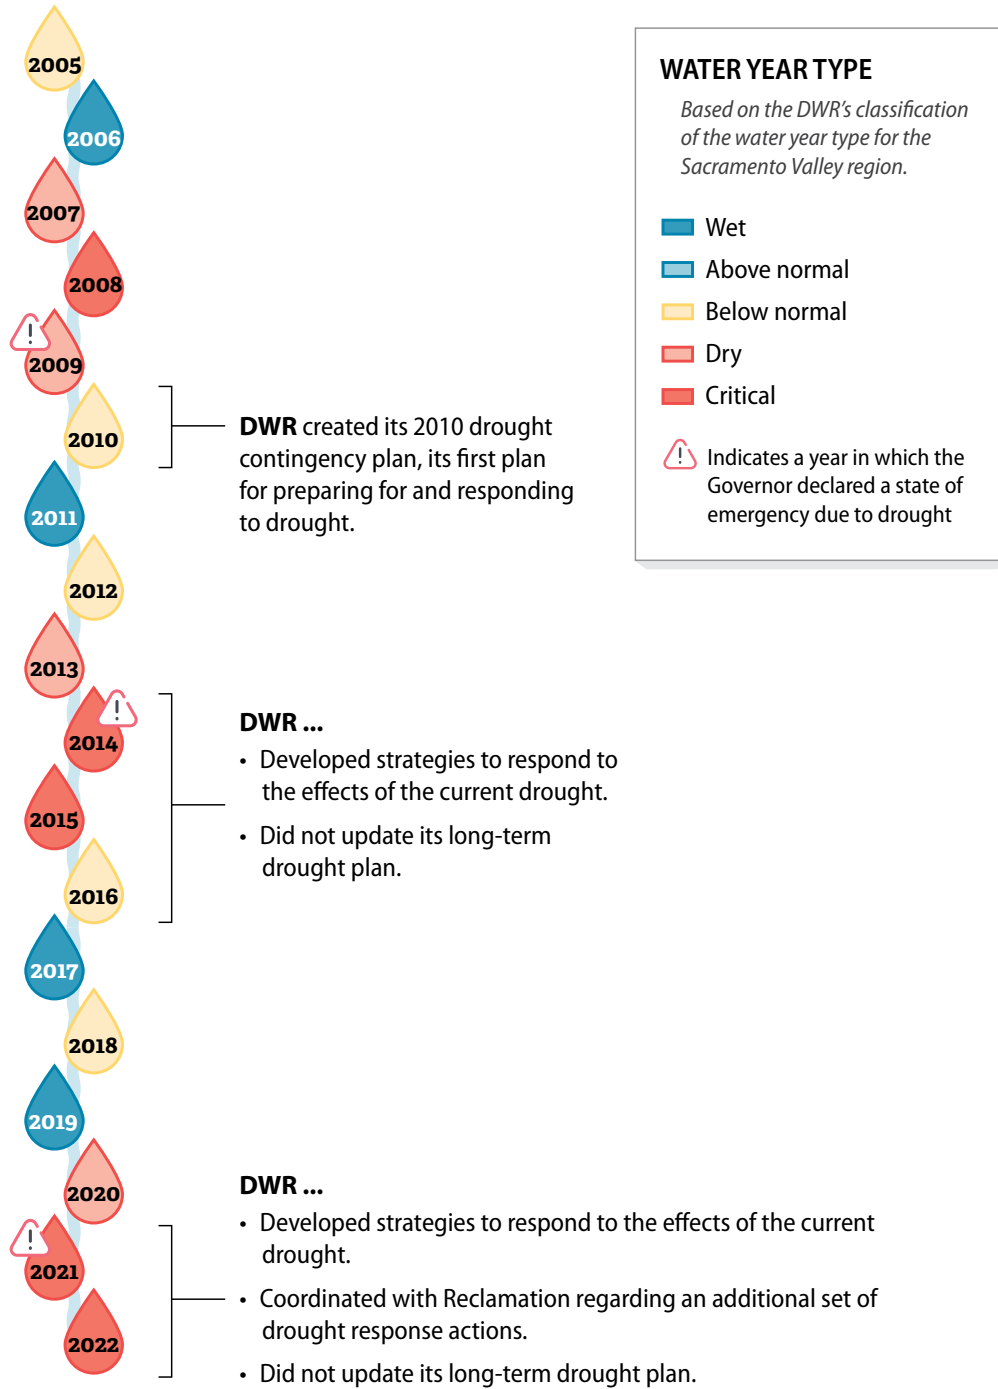 2005
2006
2007
2008
2009
2010
2011
2012
2013
2014
2015
2016
2017
2018
2019
2020
2021
2022
WATER YEAR TYPE
Based on the DWR's classification
of the water year type for the
Sacramento Valley region.
Wet
Above normal
Below normal
Dry
Critical
! Indicates a year in which the
Governor declared a state of
emergency due to drought
DWR created its 2010 drought
contingency plan, its first plan
for preparing for and responding
to drought.
DWR ...
• Developed strategies to respond to
the effects of the current drought.
• Did not update its long-term
drought plan.
DWR ...
• Developed strategies to respond to the effects of the current
drought.
• Coordinated with Reclamation regarding an additional set of
drought response actions.
• Did not update its long-term drought plan.